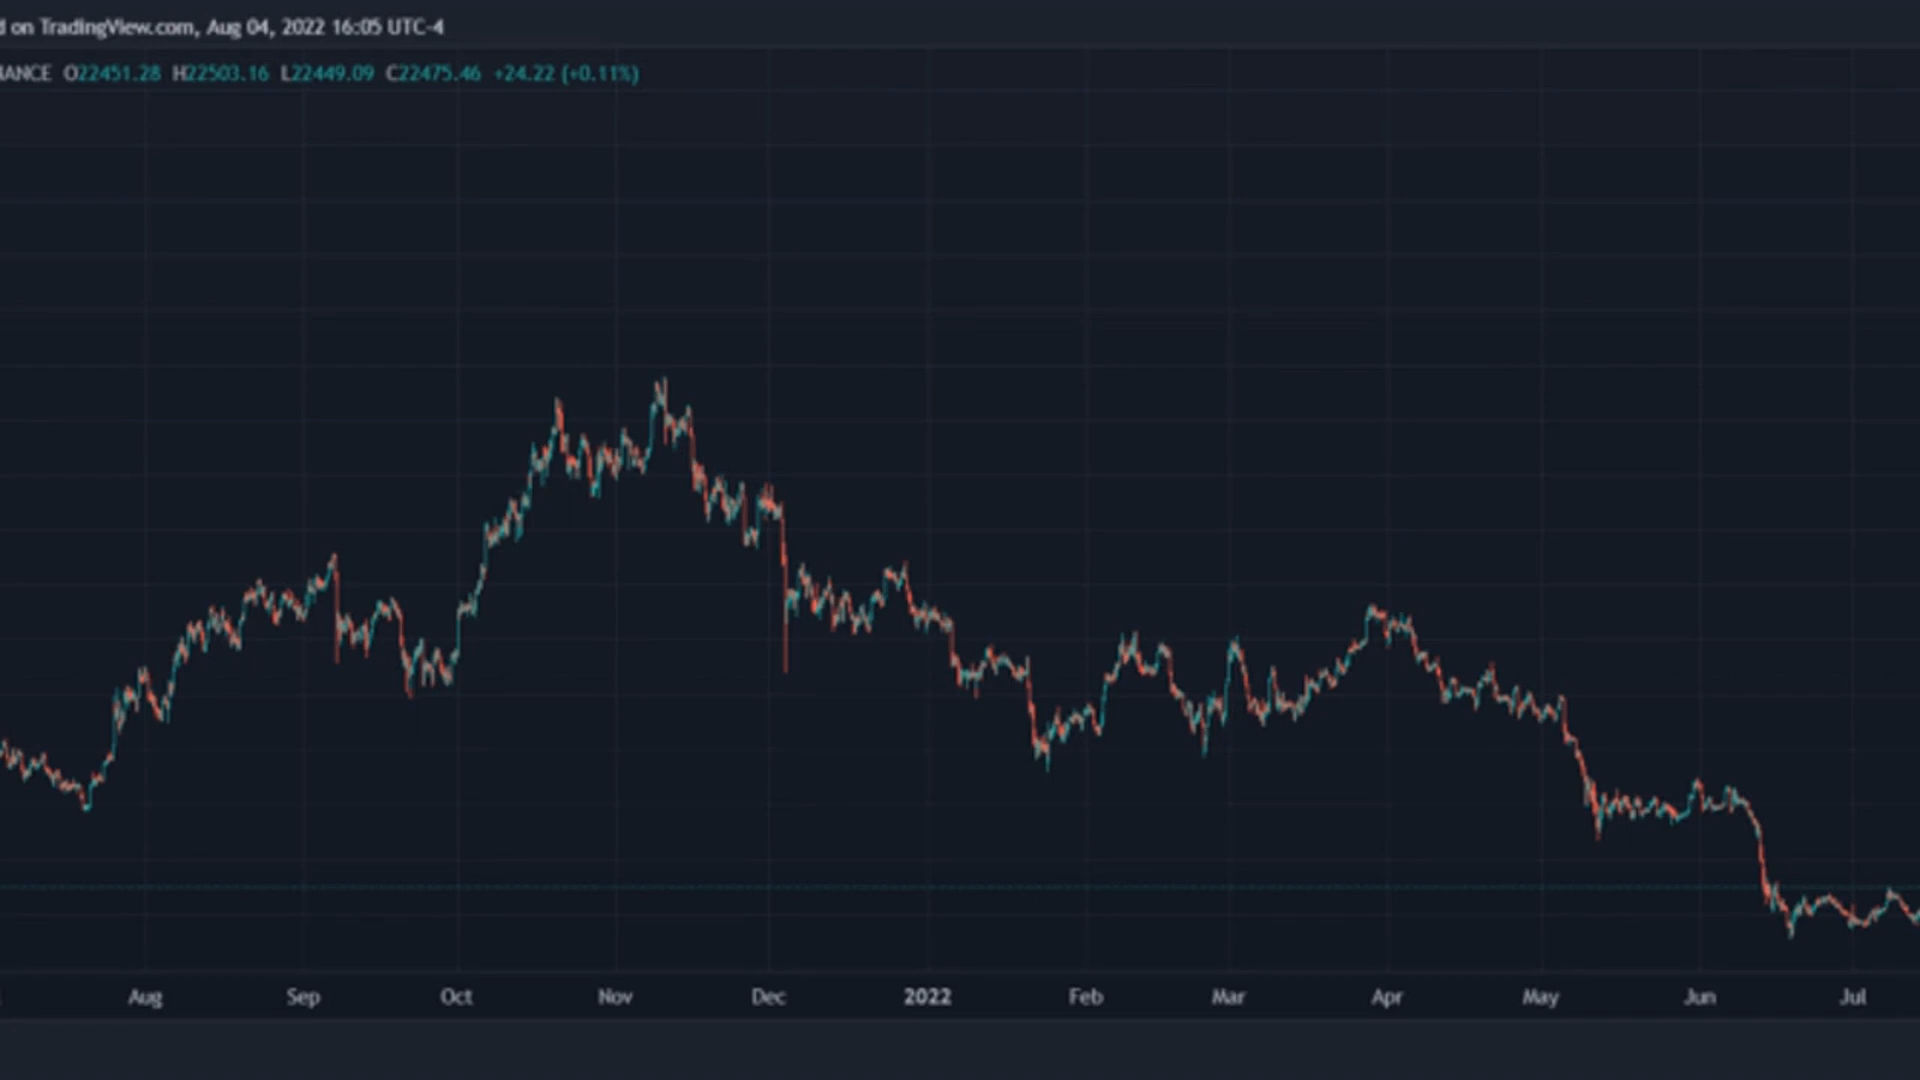 d on TradingView.com, Aug 04, 2022 16:05 UTC-4
IANCE O22451.28 H22503.16 L22449.09 C22475.46 +24.22 (+0.11%)
Aug Sep Oct Nov Dec 2022 Feb Mar Apr May Jun Jul